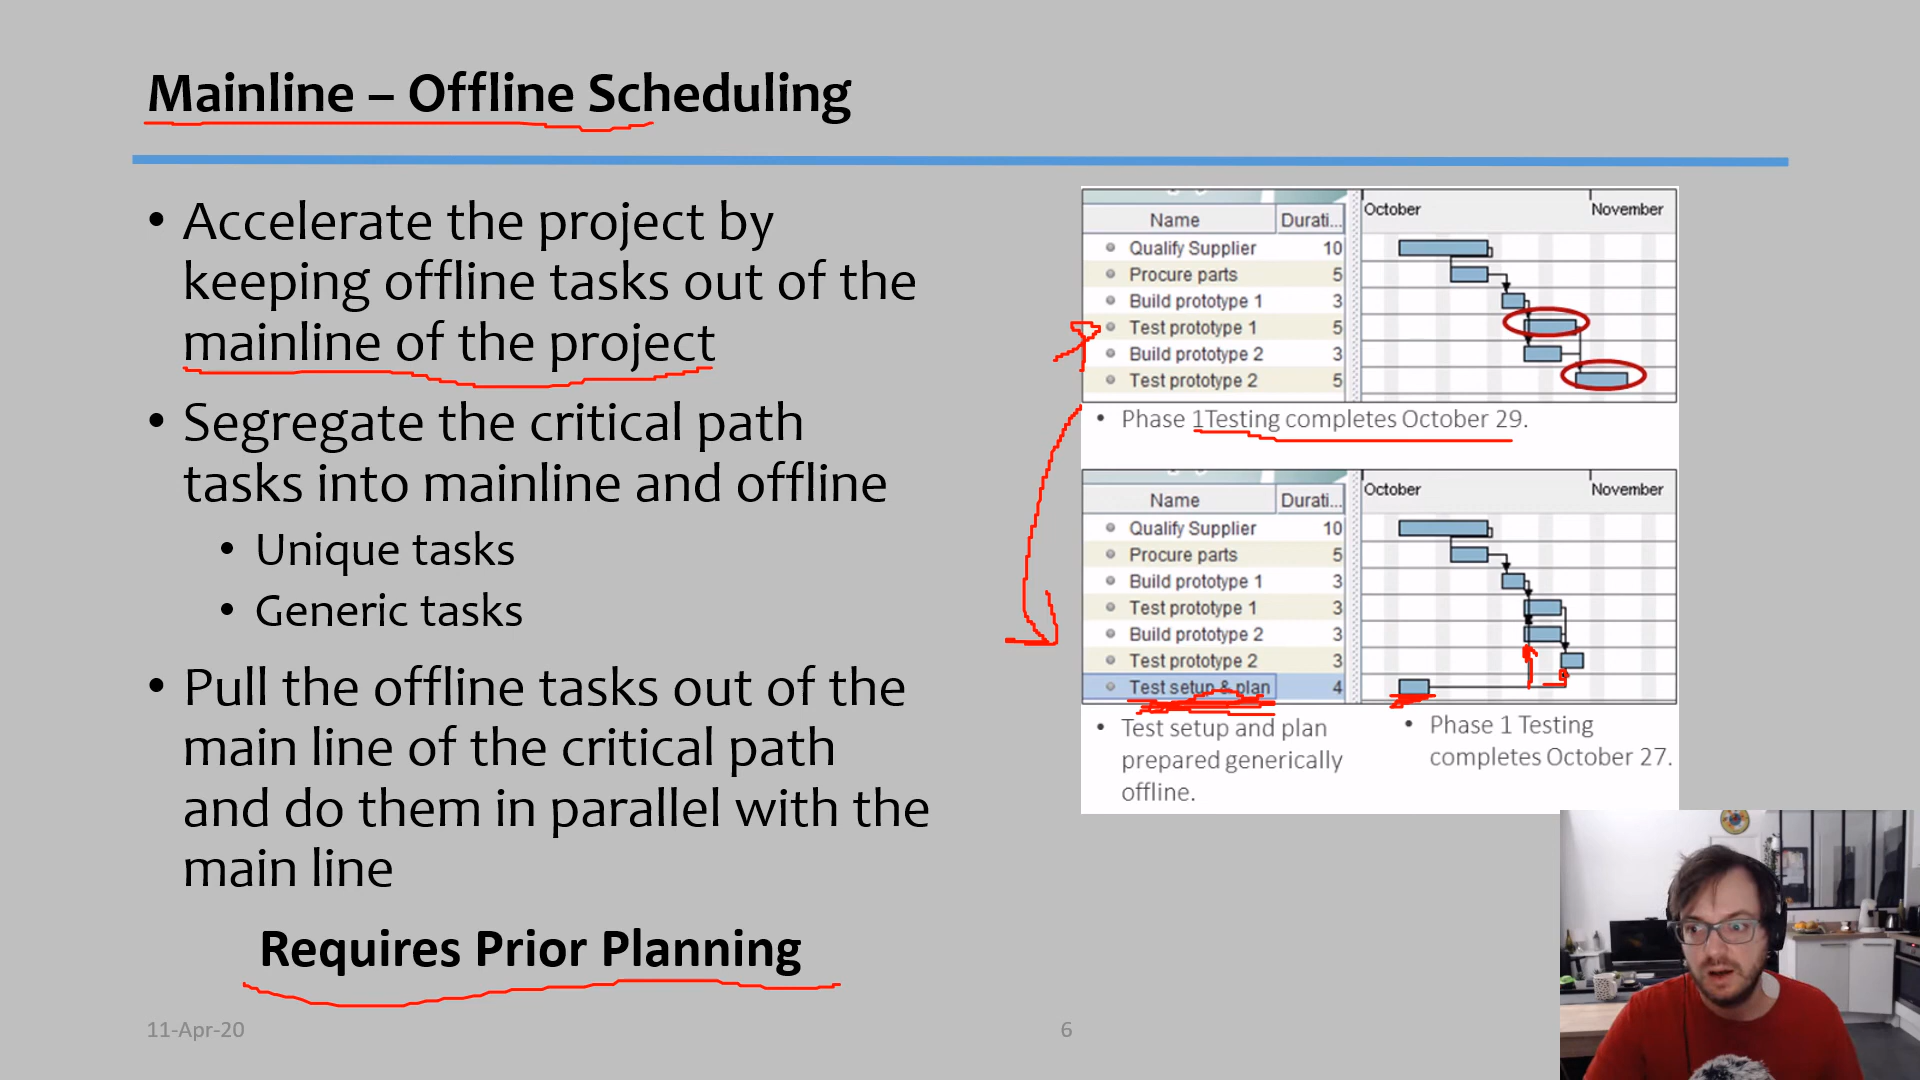 Mainline – Offline Scheduling
• Accelerate the project by
keeping offline tasks out of the
mainline of the project
• Segregate the critical path
tasks into mainline and offline
• Unique tasks
• Generic tasks
• Pull the offline tasks out of the
main line of the critical path
and do them in parallel with the
main line
Requires Prior Planning
11-Apr-20
6
Name Durati... October November
Qualify Supplier 10
Procure parts 5
Build prototype 1 3
Test prototype 1 5
Build prototype 2 3
Test prototype 2 5
• Phase 1Testing completes October 29.
Name Durati... October November
Qualify Supplier 10
Procure parts 5
Build prototype 1 3
Test prototype 1 3
Build prototype 2 3
Test prototype 2 3
Test setup & plan 4
• Test setup and plan
prepared generically
offline.
• Phase 1 Testing
completes October 27.